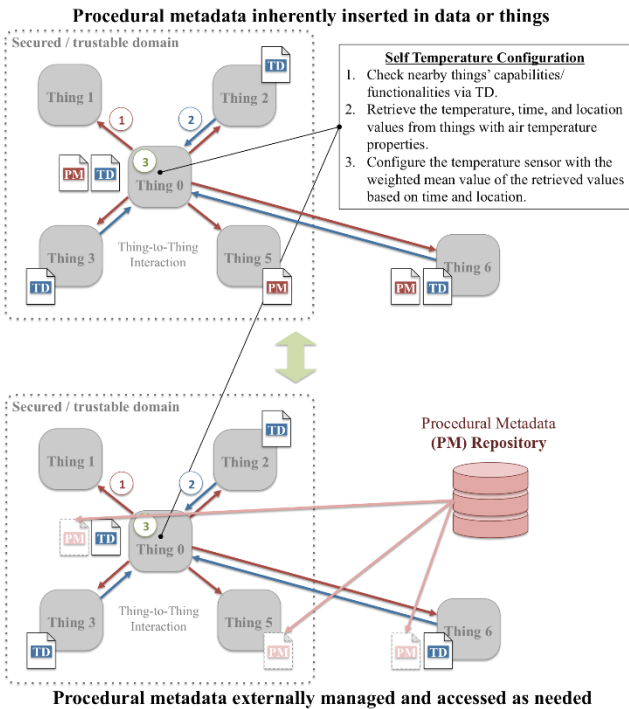 Procedural metadata inherently inserted in data or things
Secured / trustable domain
TD
Thing 1
Thing 2
1
2
3
PM
TD
Thing 0
Thing-to-Thing
Interaction
Thing 3
Thing 5
TD
PM
Thing 6
PM
TD
Self Temperature Configuration
1. Check nearby things' capabilities/
functionalities via TD.
2. Retrieve the temperature, time, and location
values from things with air temperature
properties.
3. Configure the temperature sensor with the
weighted mean value of the retrieved values
based on time and location.
Secured / trustable domain
TD
Thing 1
Thing 2
1
2
3
PM
TD
Thing 0
Thing-to-Thing
Interaction
Thing 3
Thing 5
TD
PM
Thing 6
PM
TD
Procedural Metadata
(PM) Repository
Procedural metadata externally managed and accessed as needed